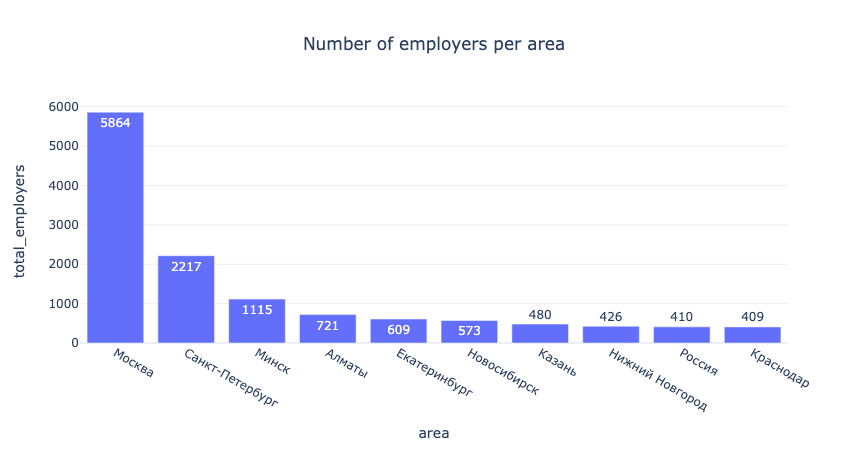 Number of employers per area
total_employers
6000
5000
4000
3000
2000
1000
0
5864
2217
1115
721
609
573
480
426
410
409
Москва
Санкт-Петербург
Минск
Алматы
Екатеринбург
Новосибирск
Казань
Нижний Новгород
Россия
Краснодар
area